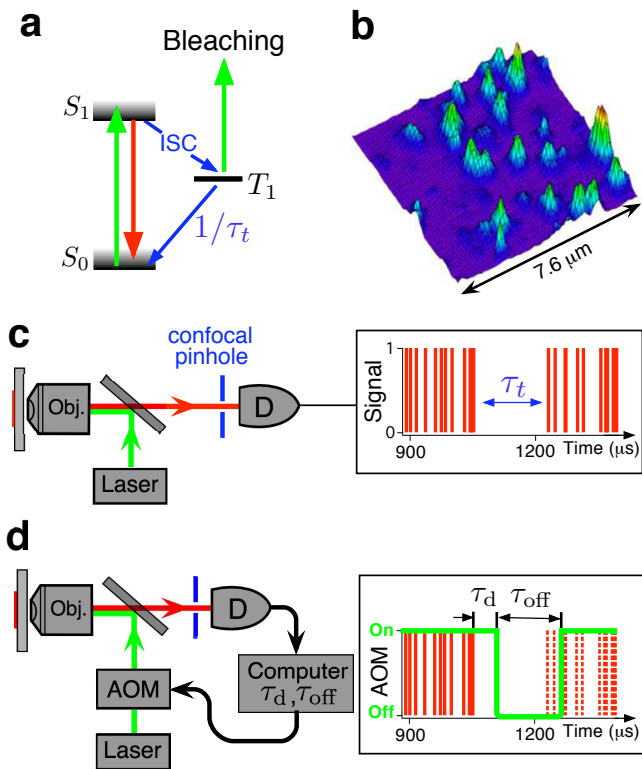 a
Bleaching
S₁
ISC
T₁
1/τₜ
S₀
b
7.6 μm
c
confocal
pinhole
Obj.
D
Laser
Signal
1
0
τₜ
900
1200
Time (μs)
d
Obj.
D
AOM
Computer
τd,τoff
Laser
τd
τoff
On
AOM
Off
900
1200
Time (μs)